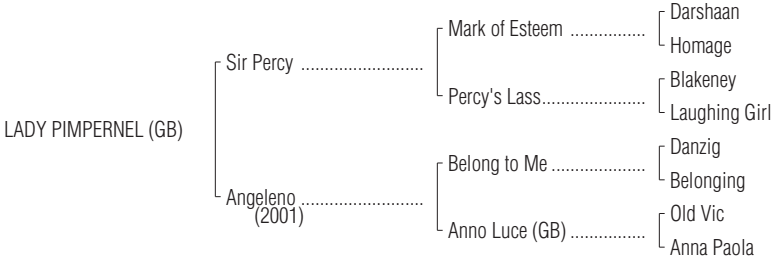 Darshaan
Mark of Esteem ................
Homage
Sir Percy ..........................
Blakeney
Percy's Lass......................
Laughing Girl
LADY PIMPERNEL (GB)
Danzig
Belong to Me ....................
Belonging
Angeleno ..........................
(2001)
Old Vic
Anno Luce (GB) ................
Anna Paola